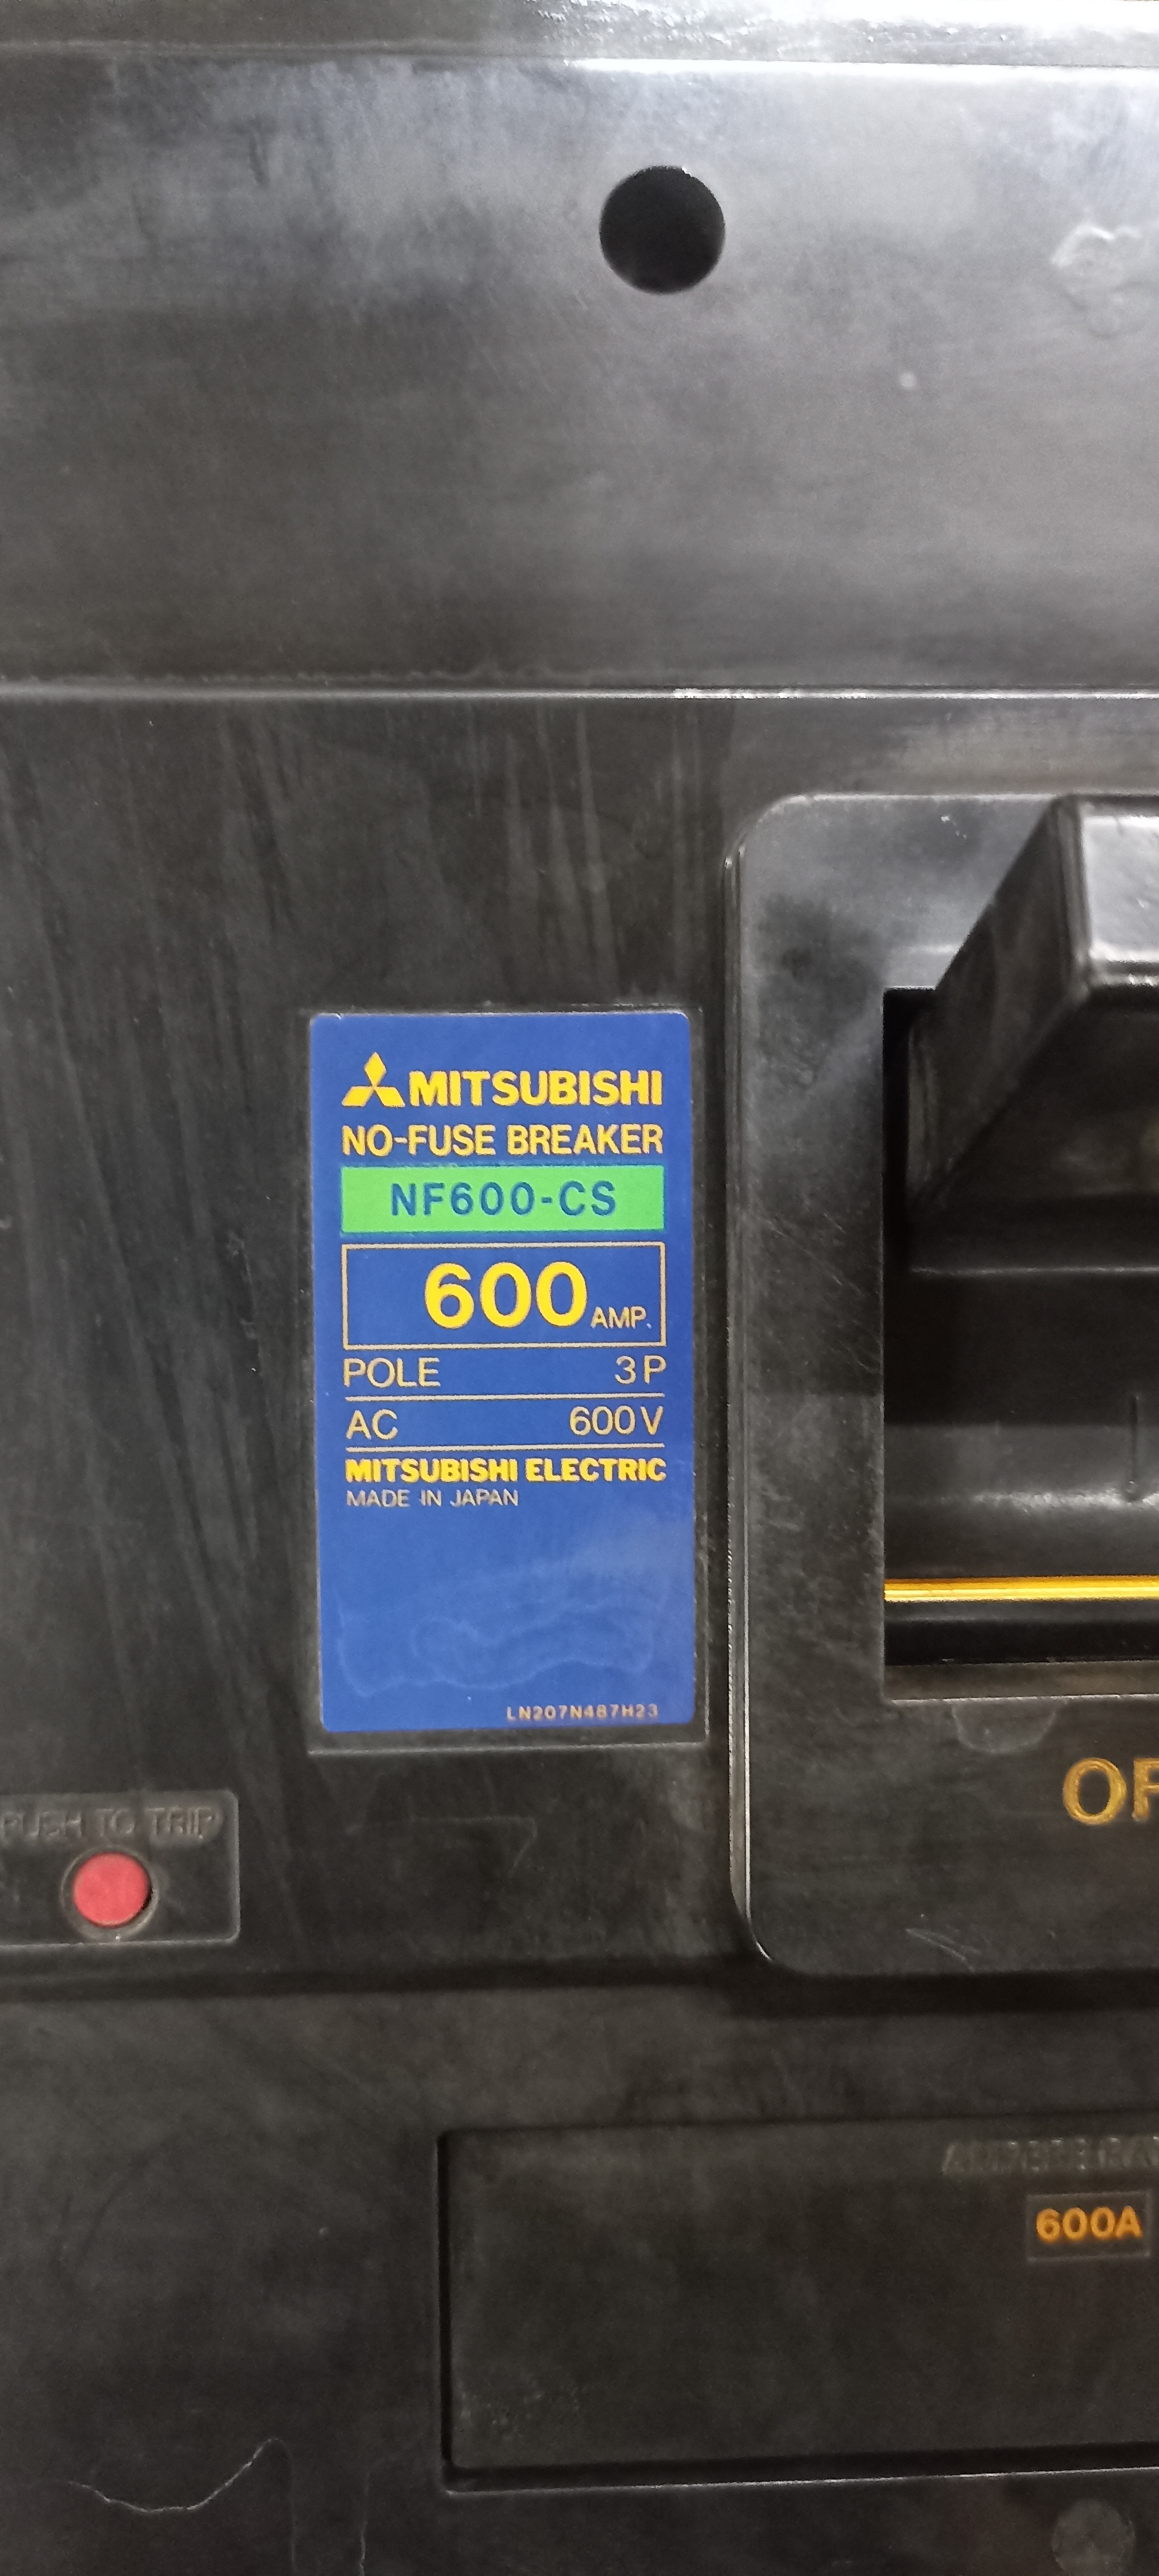 MITSUBISHI
NO-FUSE BREAKER
NF600-CS
600 AMP.
POLE 3P
AC 600V
MITSUBISHI ELECTRIC
MADE IN JAPAN
LN207N487H23
PUSH TO TRIP
AMPERE
600A